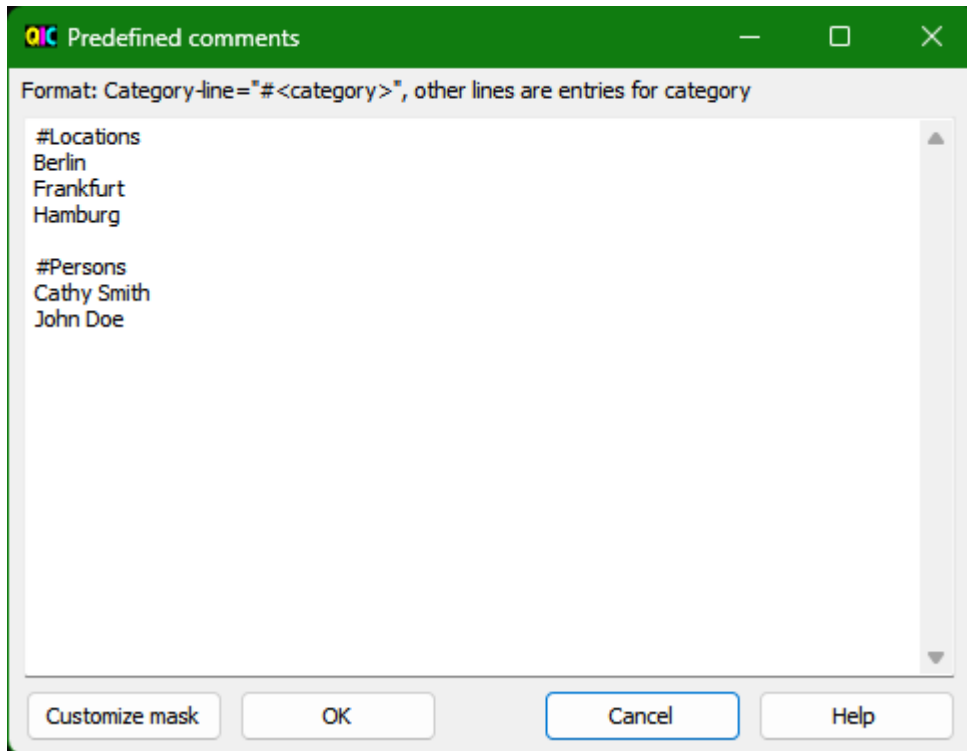 QIC Predefined comments
Format: Category-line="#<category>", other lines are entries for category
#Locations
Berlin
Frankfurt
Hamburg
#Persons
Cathy Smith
John Doe
Customize mask OK Cancel Help